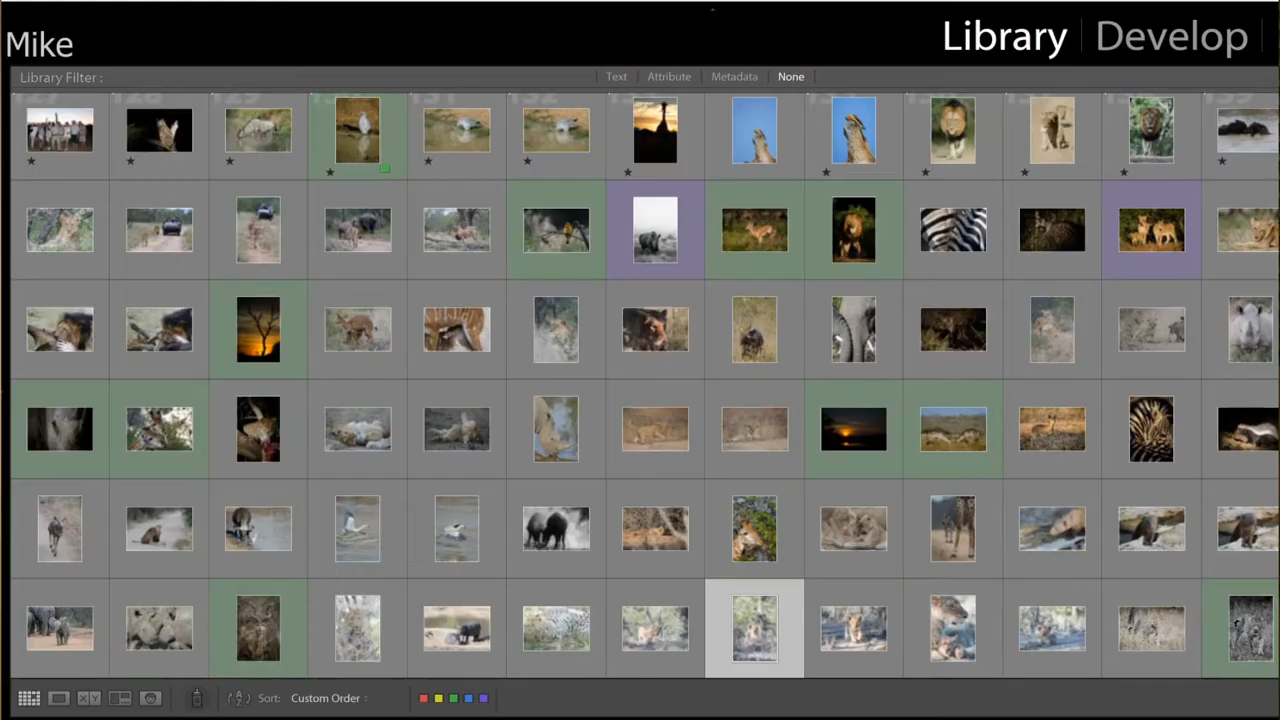 Mike
Library | Develop
Library Filter :
Text | Attribute | Metadata | None
Sort: Custom Order